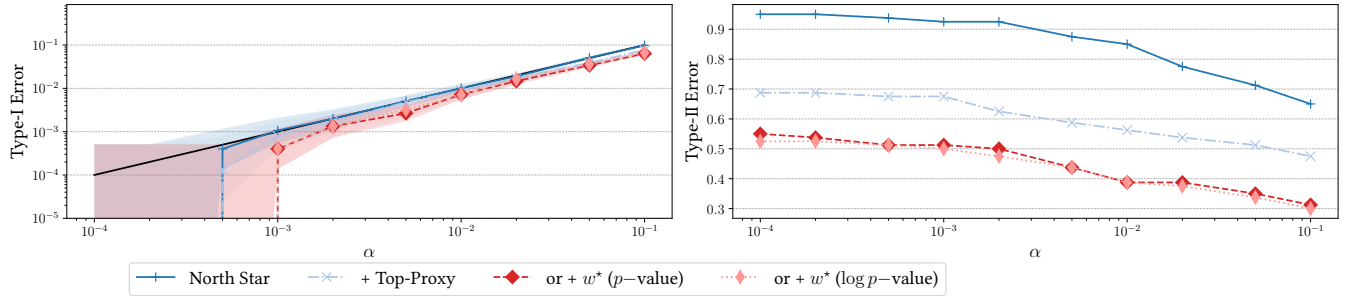 Type-I Error
10⁻¹
10⁻²
10⁻³
10⁻⁴
10⁻⁵
10⁻⁴ 10⁻³ 10⁻² 10⁻¹
α
Type-II Error
0.9
0.8
0.7
0.6
0.5
0.4
0.3
10⁻⁴ 10⁻³ 10⁻² 10⁻¹
α
North Star + Top-Proxy or + w* (p−value) or + w* (log p−value)